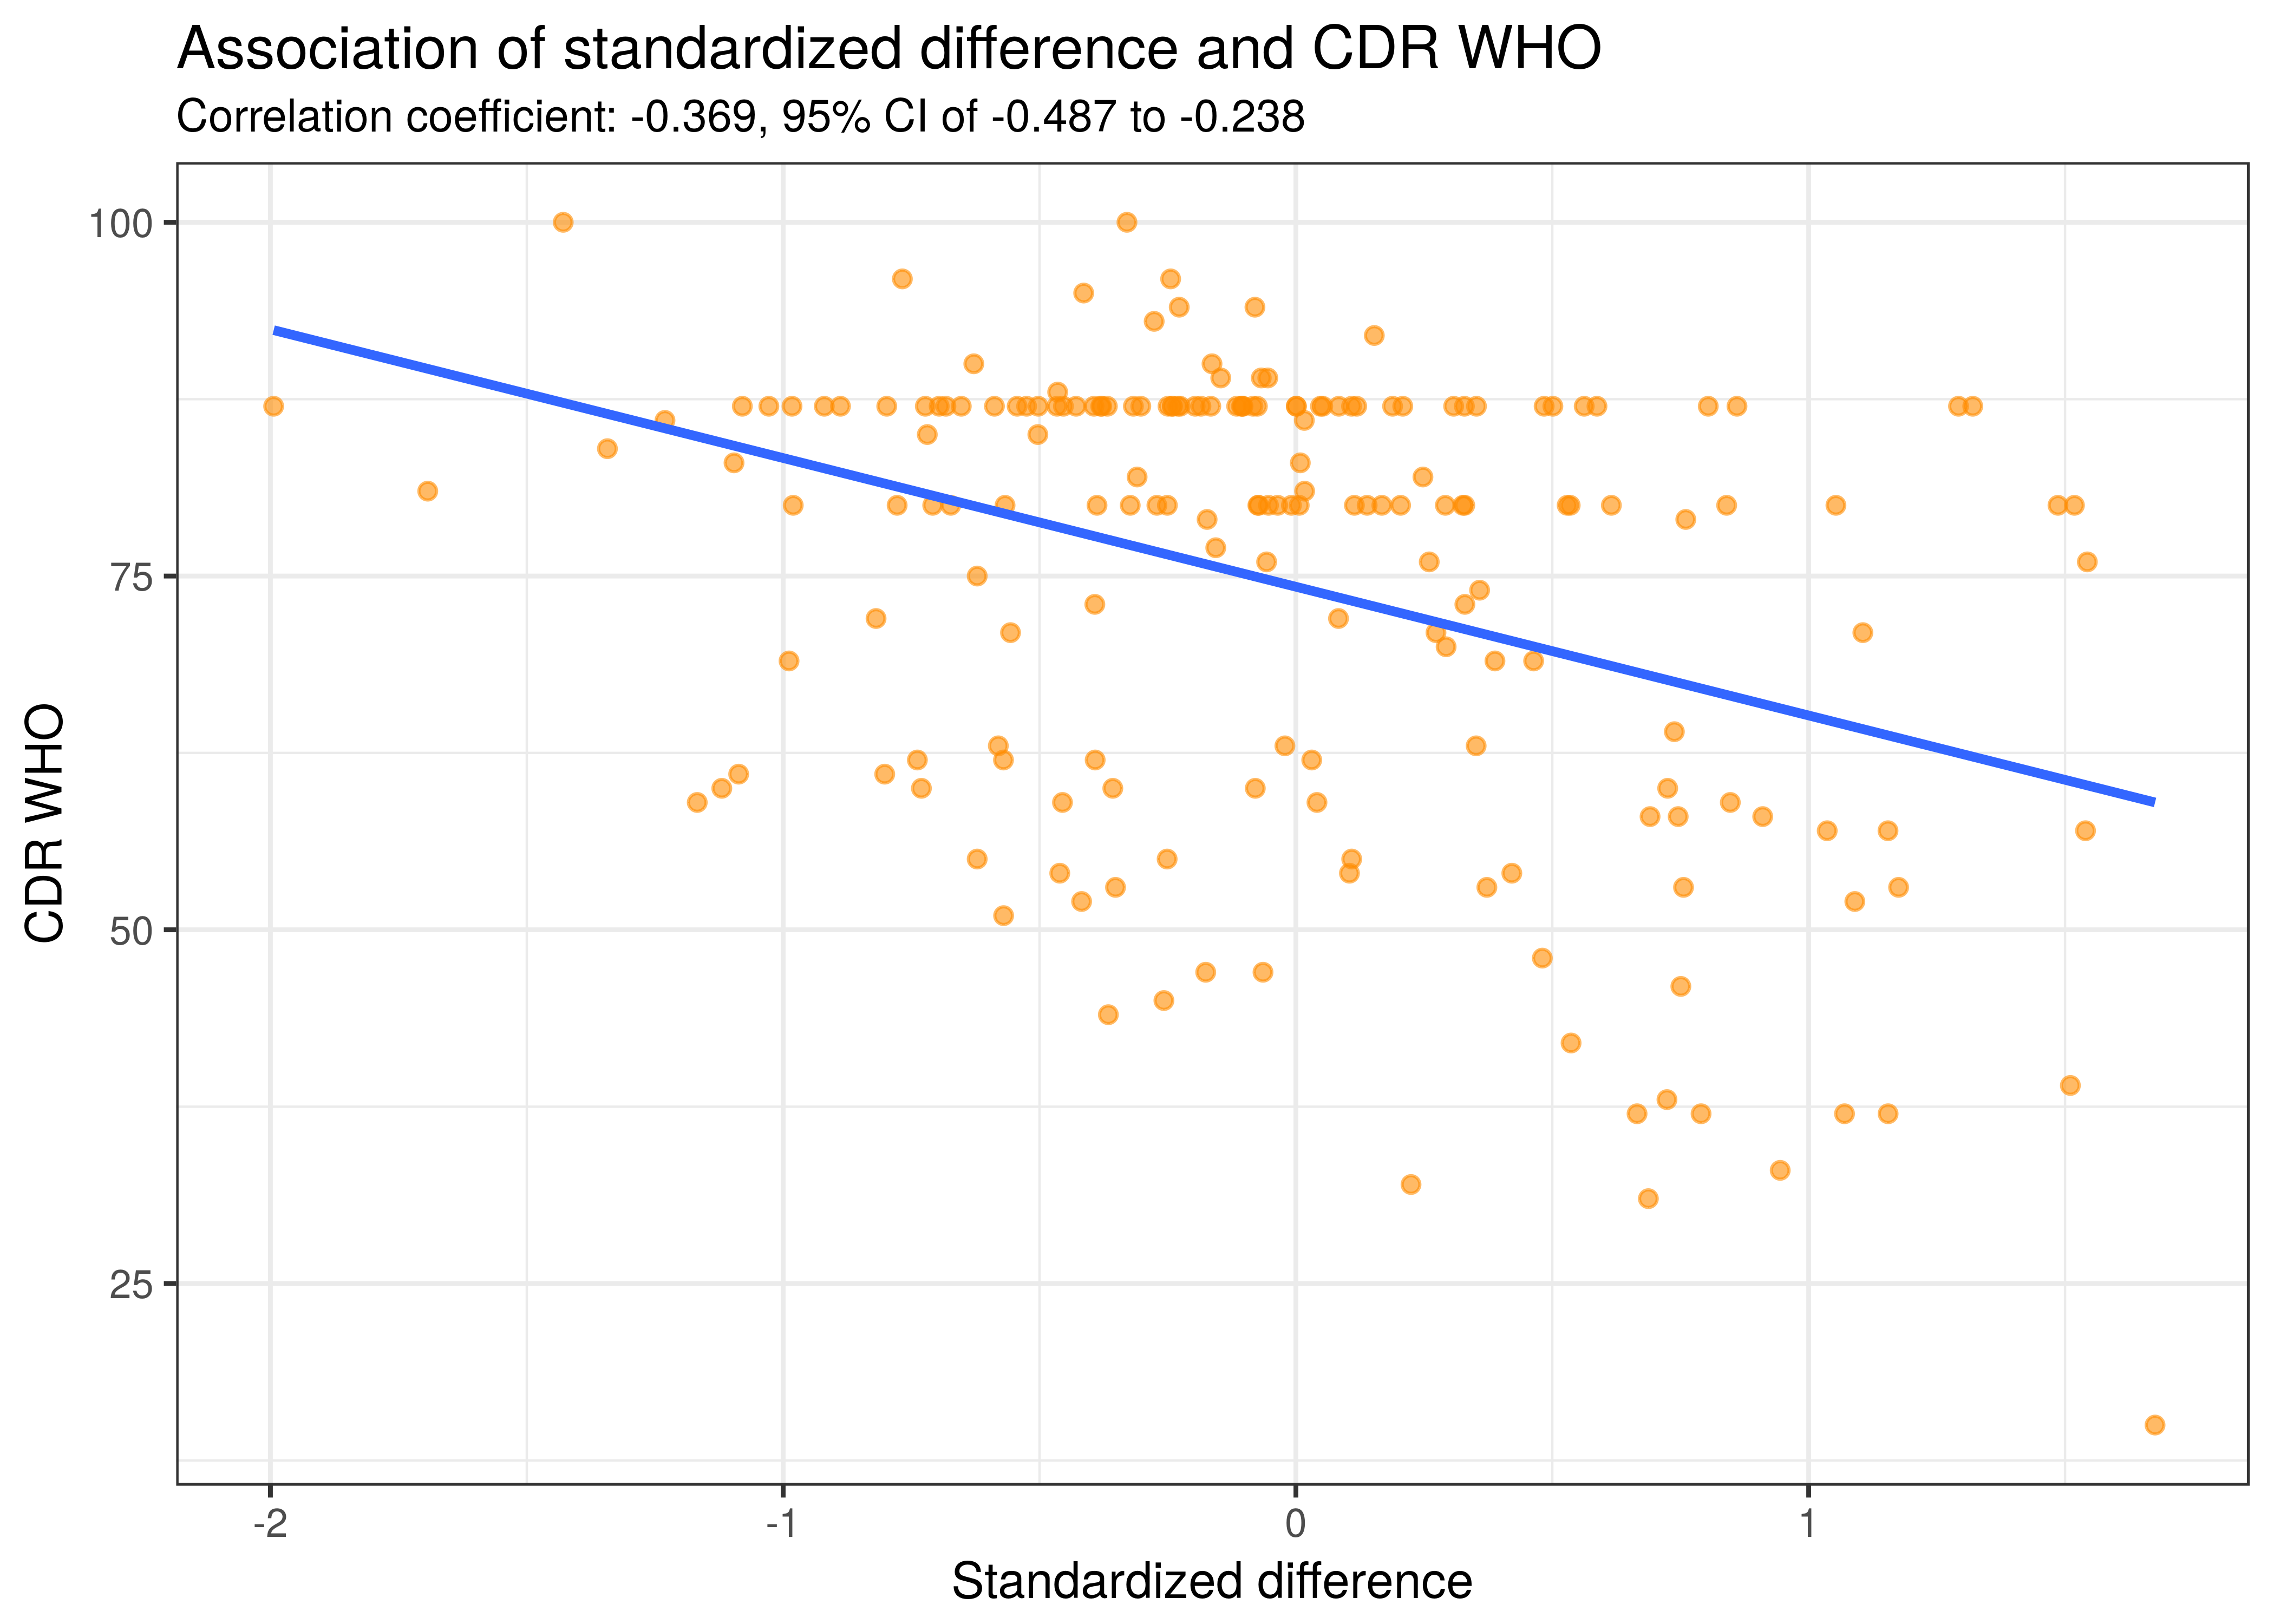 Association of standardized difference and CDR WHO
Correlation coefficient: -0.369, 95% CI of -0.487 to -0.238
100
75
50
25
CDR WHO
-2
-1
0
1
Standardized difference